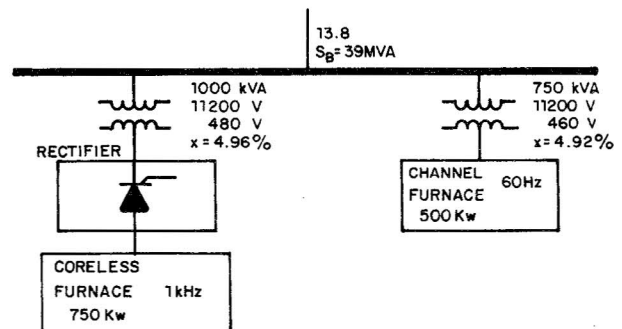 13.8
S_B=39MVA
1000 kVA
11200 V
480 V
x=4.96%
750 kVA
11200 V
460 V
x=4.92%
RECTIFIER
CHANNEL 60Hz
FURNACE
500 Kw
CORELESS
FURNACE 1kHz
750 Kw